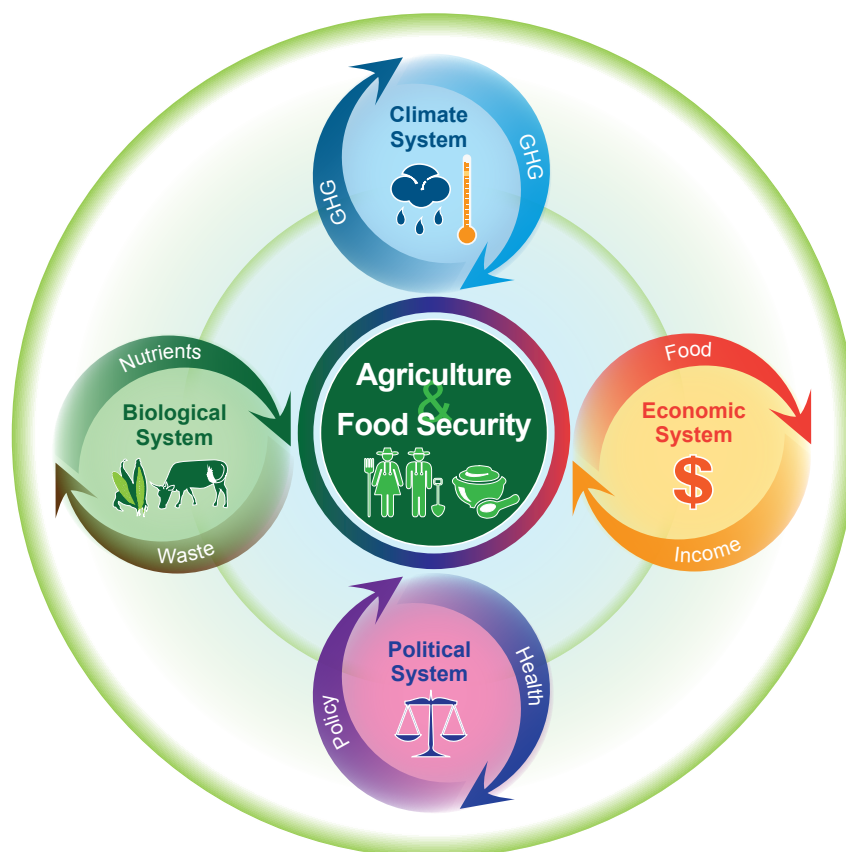 Climate
System
GHG
GHG
Nutrients
Biological
System
Waste
Agriculture
&
Food Security
Food
Economic
System
$
Income
Political
System
Policy
Health